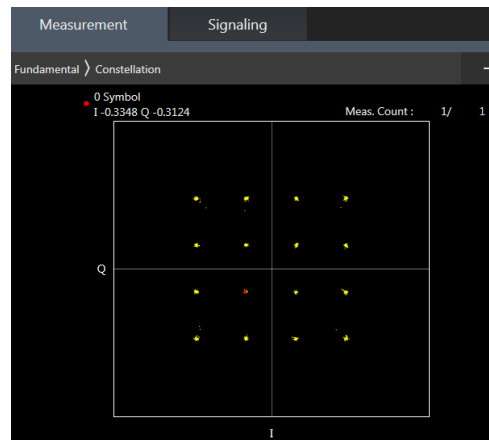 Measurement Signaling
Fundamental 〉 Constellation
0 Symbol
I -0.3348 Q -0.3124 Meas. Count : 1/ 1
Q
I